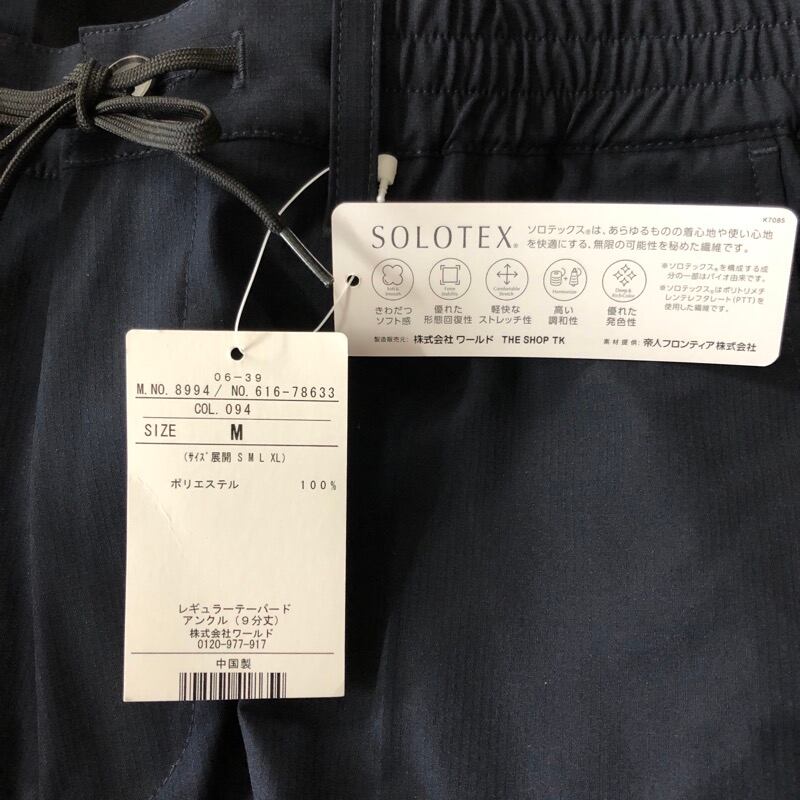 K7085
SOLOTEX®
ソロテックス®は、あらゆるものの着心地や使い心地
を快適にする、無限の可能性を秘めた繊維です。
Soft & Smooth
きわだつ
ソフト感
Form Stability
優れた
形態回復性
Comfortable Stretch
軽快な
ストレッチ性
Harmonize
高い
調和性
Deep & Rich Color
優れた
発色性
※ソロテックス®を構成する成
分の一部はバイオ由来です。
※ソロテックス®はポリトリメチ
レンテレフタレート(PTT)を
使用した繊維です。
製造販売元: 株式会社 ワールド THE SHOP TK
素材提供: 帝人フロンティア株式会社
06-39
M.NO. 8994/ NO. 616-78633
COL. 094
SIZE M
(ｻｲｽﾞ展開 S M L XL)
ポリエステル 100%
レギュラーテーパード
アンクル(9分丈)
株式会社ワールド
0120-977-917
中国製